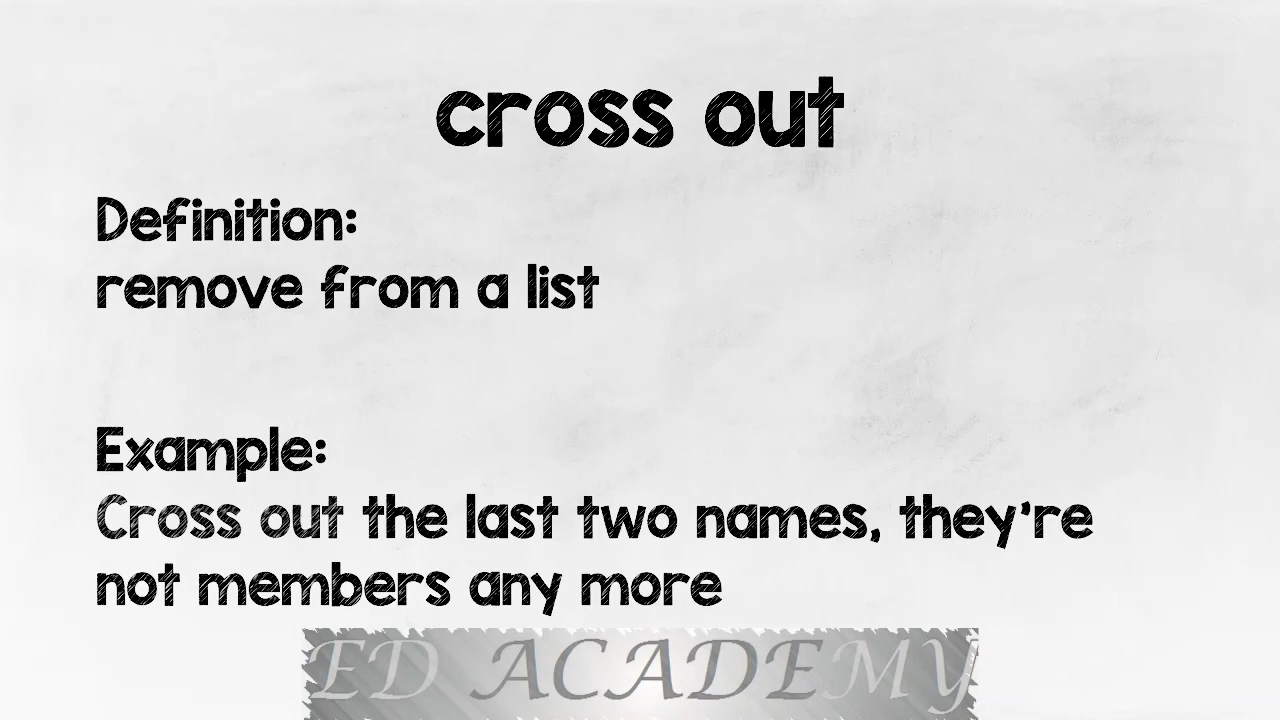 cross out
Definition:
remove from a list
Example:
Cross out the last two names, they're
not members any more
ED ACADEMY